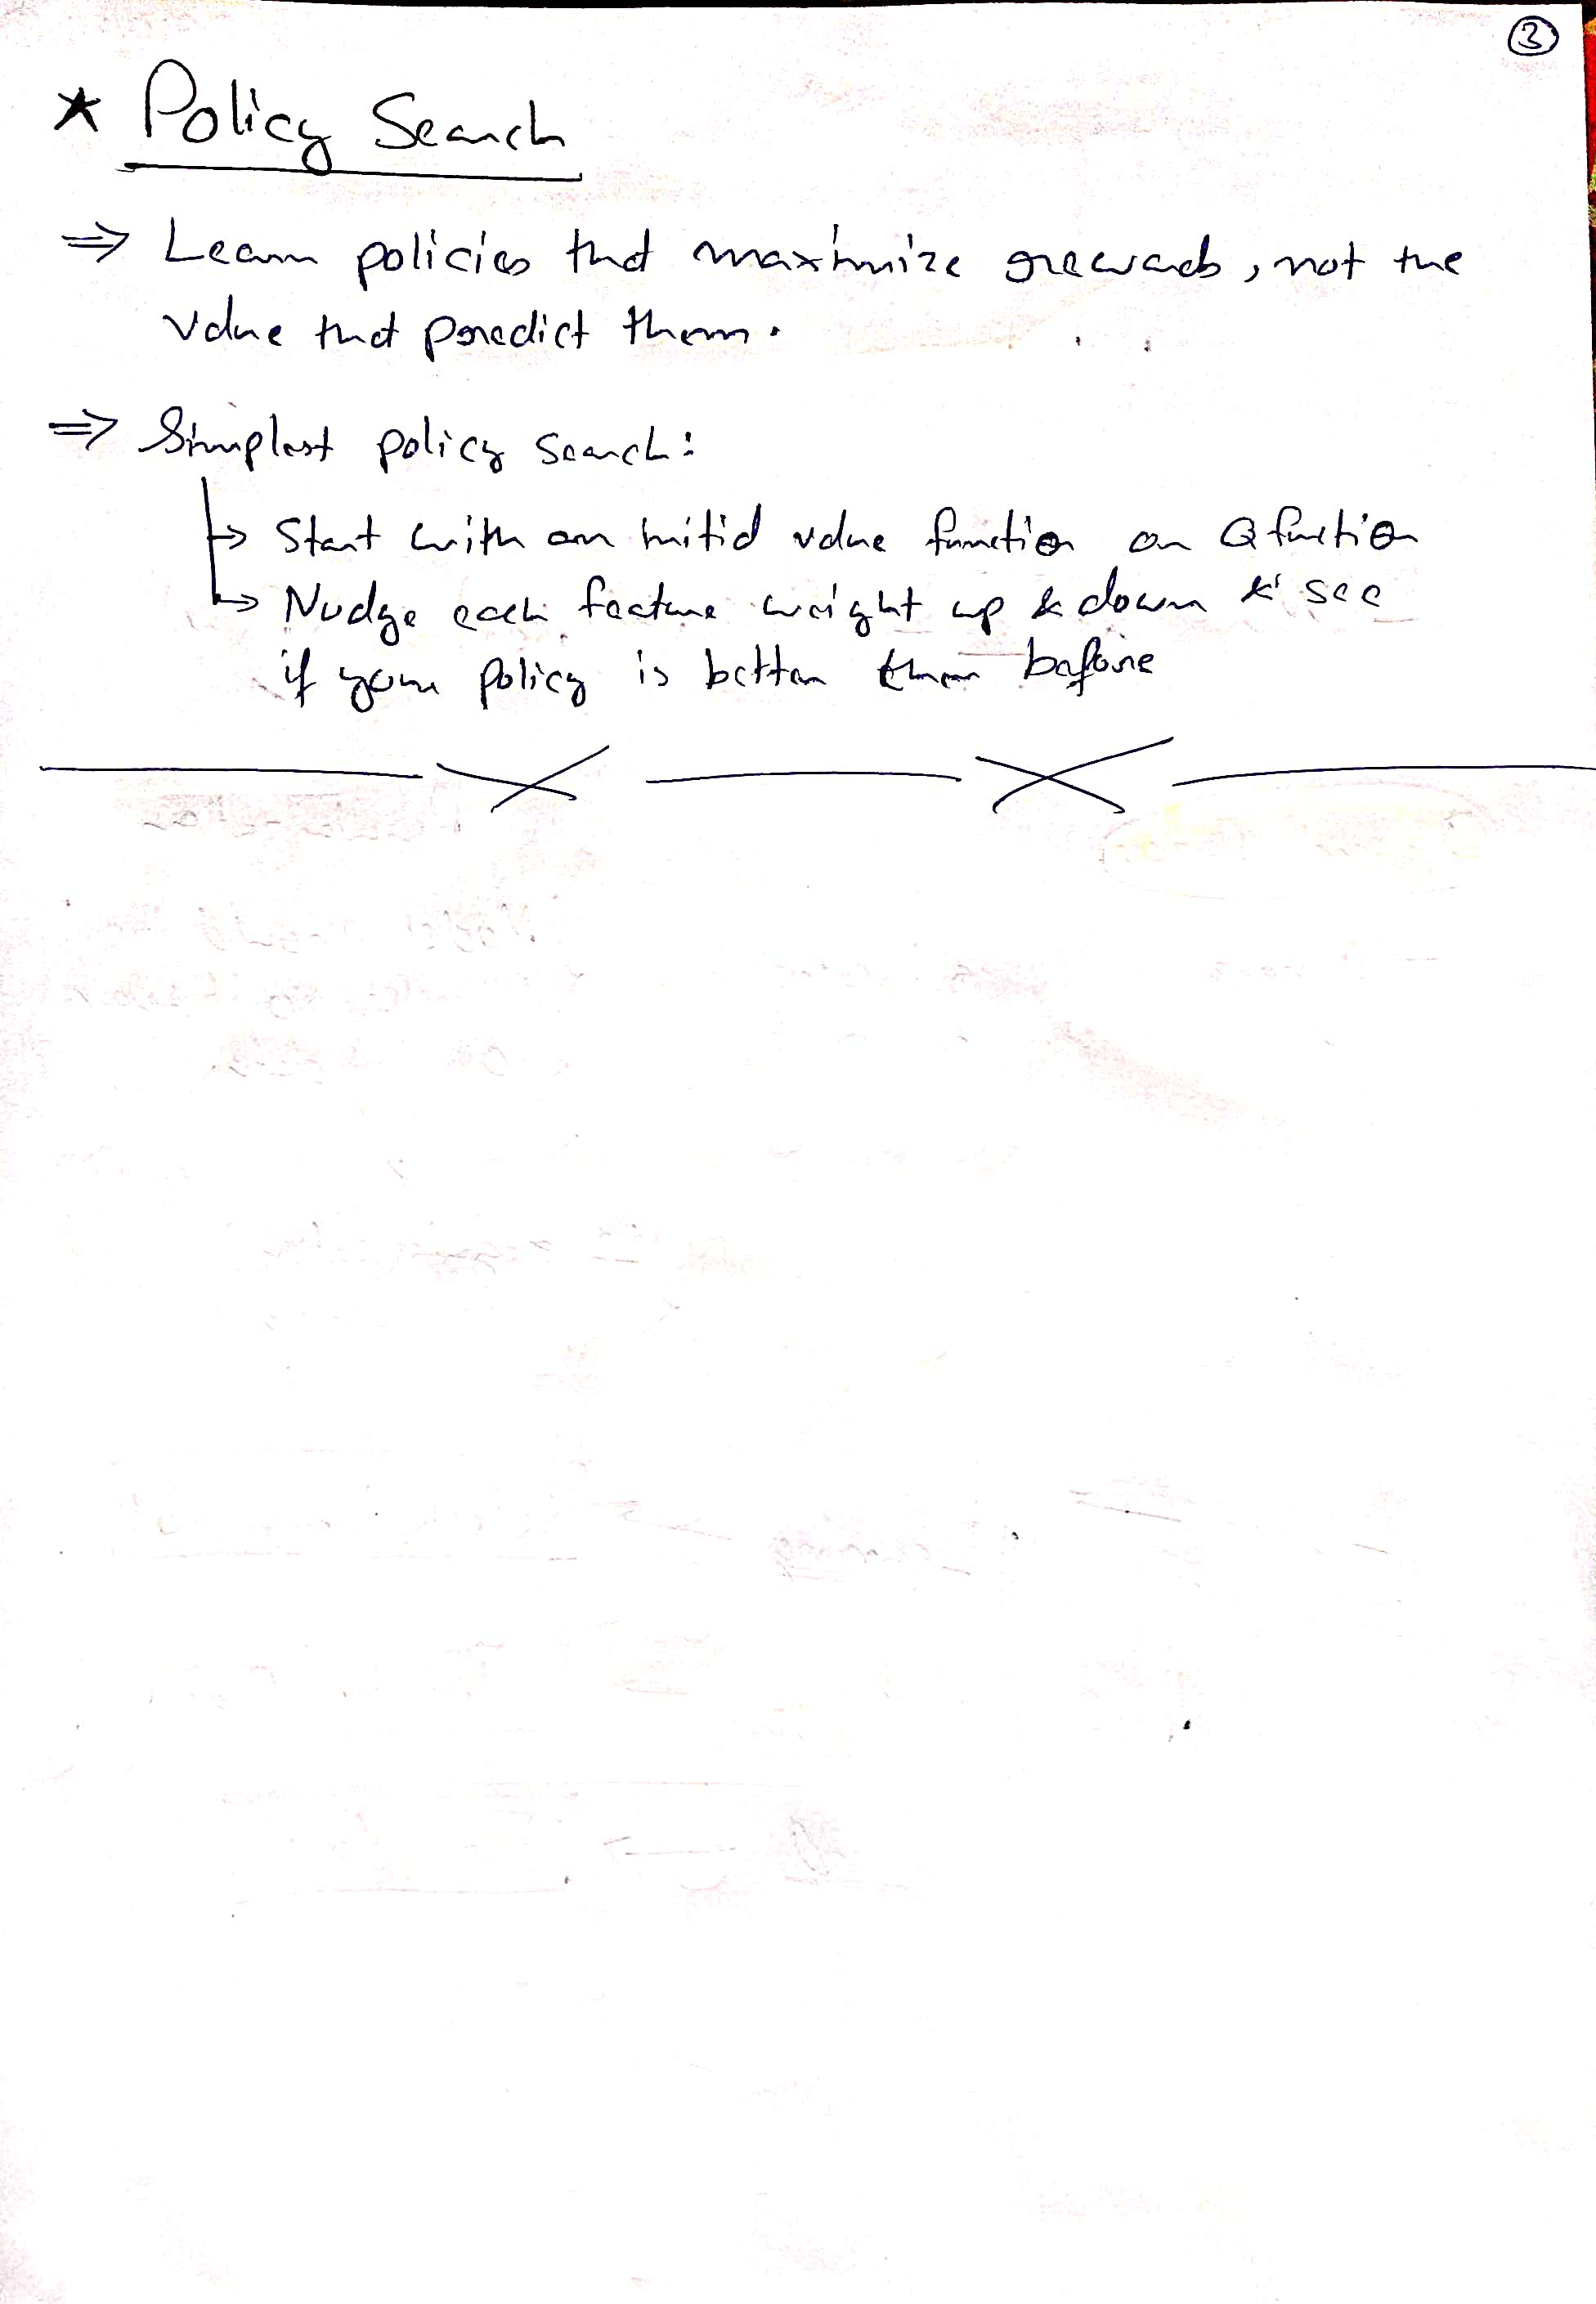 ③
★ Policy Search
⇒ Learn policies that maximize rewards, not the
value that predict them.
⇒ Simplest policy search:
↳ Start with an initial value function or Q function
↳ Nudge each feature weight up & down & see
if your policy is better than before